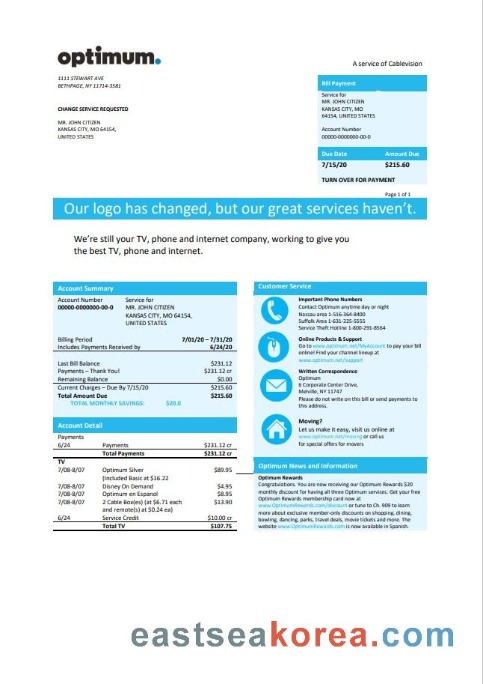 optimum.
A service of Cablevision
1111 STEWART AVE
BETHPAGE, NY 11714-3581
CHANGE SERVICE REQUESTED
MR. JOHN CITIZEN
KANSAS CITY, MO 64154,
UNITED STATES
Bill Payment
Service for
MR. JOHN CITIZEN
KANSAS CITY, MO
64154, UNITED STATES
Account Number
00000-0000000-00-0
Due Date Amount Due
7/15/20 $215.60
TURN OVER FOR PAYMENT
Page 1 of 1
Our logo has changed, but our great services haven't.
We're still your TV, phone and internet company, working to give you
the best TV, phone and internet.
Account Summary
Account Number Service for
00000-0000000-00-0 MR. JOHN CITIZEN
KANSAS CITY, MO 64154,
UNITED STATES
Billing Period 7/01/20 – 7/31/20
Includes Payments Received by 6/24/20
Last Bill Balance $231.12
Payments – Thank You! $231.12 cr
Remaining Balance $0.00
Current Charges – Due By 7/15/20 $215.60
Total Amount Due $215.60
TOTAL MONTHLY SAVINGS: $20.0
Account Detail
Payments
6/24 Payments $231.12 cr
Total Payments $231.12 cr
TV
7/08-8/07 Optimum Silver $89.95
(Included Basic at $16.22
7/08-8/07 Disney On Demand $4.95
7/08-8/07 Optimum en Espanol $8.95
7/08-8/07 2 Cable Box(es) (at $6.71 each $13.90
and remote(s) at $0.24 ea)
6/24 Service Credit $10.00 cr
Total TV $107.75
Customer Service
Important Phone Numbers
Contact Optimum anytime day or night
Nassau area 1-516-364-8400
Suffolk Area 1-631-225-5555
Service Theft Hotline 1-800-291-8564
Online Products & Support
Go to www.optimum.net/MyAccount to pay your bill
online! Find your channel lineup at
www.optimum.net/support
Written Correspondence
Optimum
6 Corporate Center Drive,
Melville, NY 11747
Please do not write on this bill or send payments to
this address.
Moving?
Let us make it easy, visit us online at
www.optimum.net/moving or call us
for special offers for movers
Optimum News and Information
Optimum Rewards
Congratulations. You are now receiving our Optimum Rewards $20
monthly discount for having all three Optimum services. Get your free
Optimum Rewards membership card now at
www.OptimumRewards.com/discount or tune to Ch. 909 to learn
more about exclusive member-only discounts on shopping, dining,
bowling, dancing, parks, travel deals, movie tickets and more. The
website www.OptimumRewards.com is now available in Spanish.
eastseakorea.com